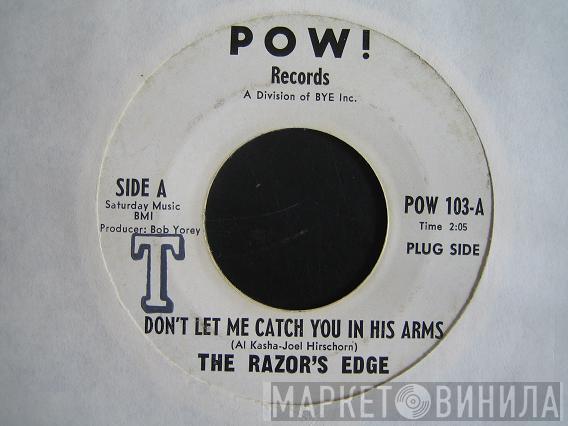 POW!
Records
A Division of BYE Inc.
SIDE A
Saturday Music
BMI
Producer: Bob Yorey
T
POW 103-A
Time 2:05
PLUG SIDE
DON'T LET ME CATCH YOU IN HIS ARMS
(Al Kasha-Joel Hirschorn)
THE RAZOR'S EDGE
МАРКЕТ ВИНИЛА